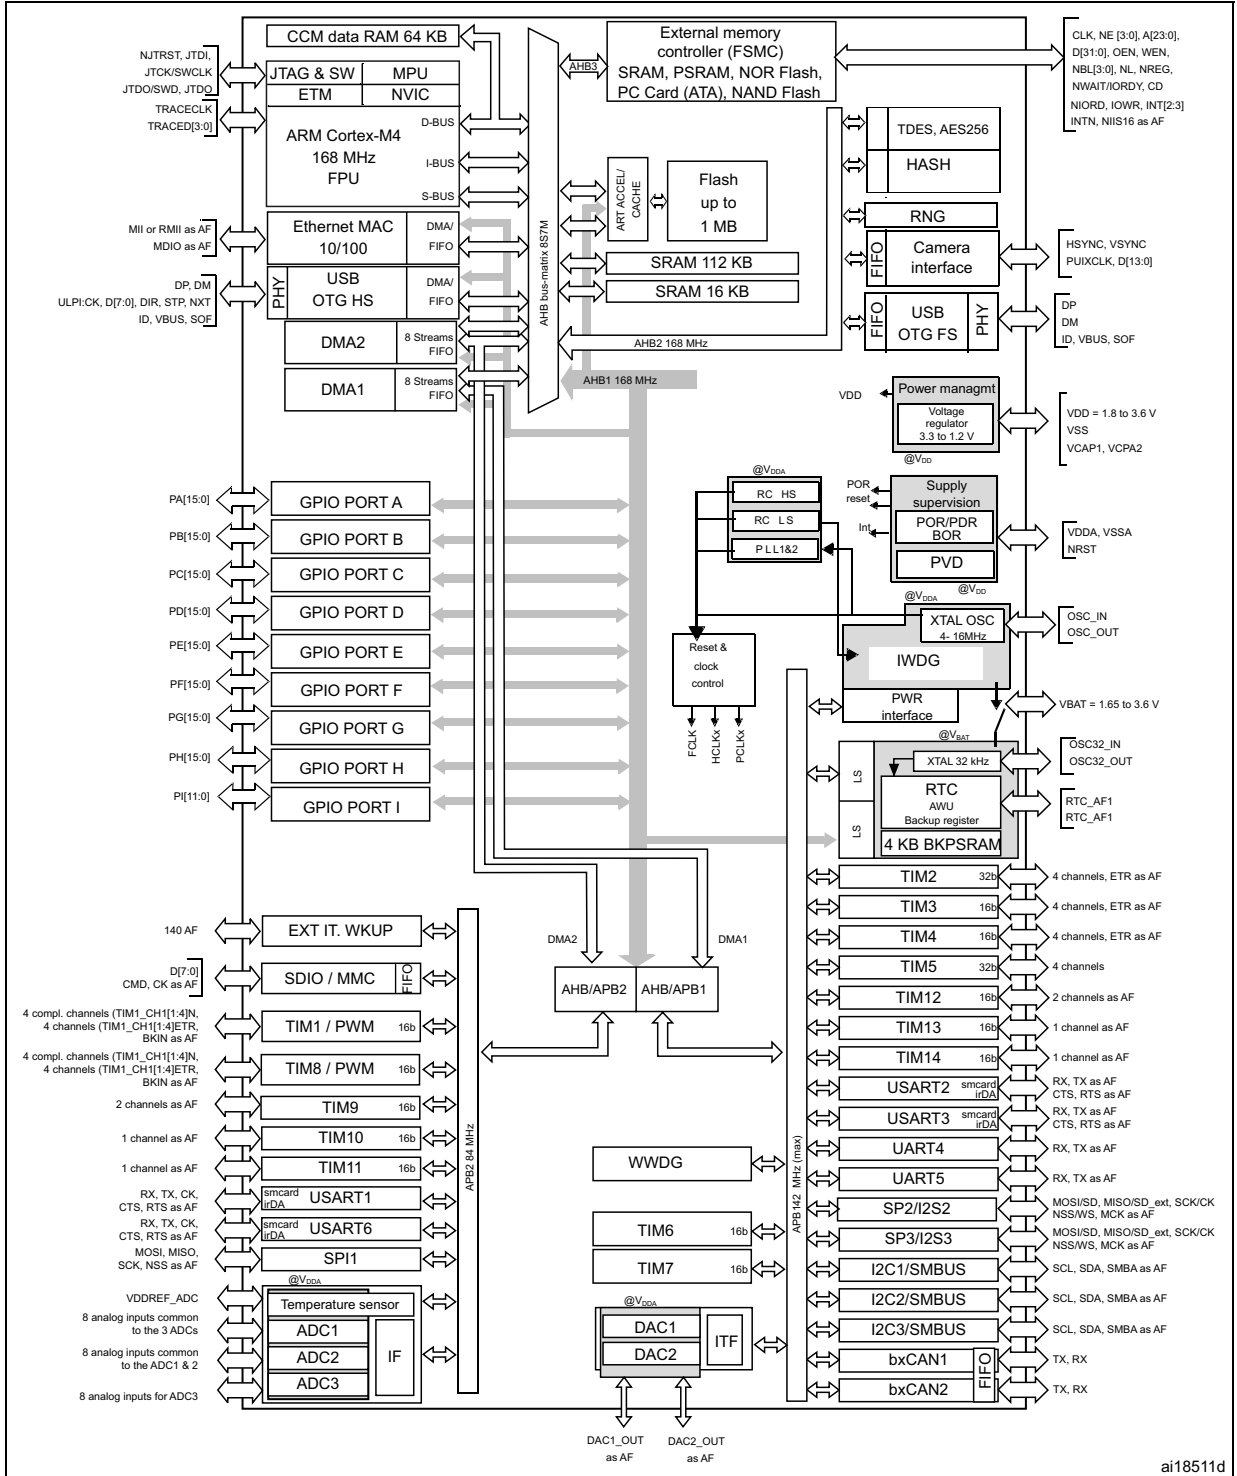 CCM data RAM 64 KB
External memory
controller (FSMC)
SRAM, PSRAM, NOR Flash,
PC Card (ATA), NAND Flash
AHB3
CLK, NE [3:0], A[23:0],
D[31:0], OEN, WEN,
NBL[3:0], NL, NREG,
NWAIT/IORDY, CD
NIORD, IOWR, INT[2:3]
INTN, NIIS16 as AF
NJTRST, JTDI,
JTCK/SWCLK
JTDO/SWD, JTDO
TRACECLK
TRACED[3:0]
JTAG & SW
MPU
ETM
NVIC
ARM Cortex-M4
168 MHz
FPU
D-BUS
I-BUS
S-BUS
AHB bus-matrix 8S7M
ART ACCEL/
CACHE
Flash
up to
1 MB
TDES, AES256
HASH
RNG
MII or RMII as AF
MDIO as AF
Ethernet MAC
10/100
DMA/
FIFO
SRAM 112 KB
SRAM 16 KB
FIFO
Camera
interface
HSYNC, VSYNC
PUIXCLK, D[13:0]
DP, DM
ULPI:CK, D[7:0], DIR, STP, NXT
ID, VBUS, SOF
PHY
USB
OTG HS
DMA/
FIFO
FIFO
USB
OTG FS
PHY
DP
DM
ID, VBUS, SOF
DMA2
8 Streams
FIFO
AHB2 168 MHz
DMA1
8 Streams
FIFO
AHB1 168 MHz
VDD
Power managmt
Voltage
regulator
3.3 to 1.2 V
@VDD
VDD = 1.8 to 3.6 V
VSS
VCAP1, VCPA2
@VDDA
RC HS
RC LS
PLL1&2
POR
reset
Int
Supply
supervision
POR/PDR
BOR
PVD
@VDD
VDDA, VSSA
NRST
PA[15:0]
GPIO PORT A
PB[15:0]
GPIO PORT B
PC[15:0]
GPIO PORT C
PD[15:0]
GPIO PORT D
PE[15:0]
GPIO PORT E
PF[15:0]
GPIO PORT F
PG[15:0]
GPIO PORT G
PH[15:0]
GPIO PORT H
PI[11:0]
GPIO PORT I
@VDDA
XTAL OSC
4- 16MHz
IWDG
OSC_IN
OSC_OUT
Reset &
clock
control
FCLK
HCLKx
PCLKx
PWR
interface
VBAT = 1.65 to 3.6 V
@VBAT
LS
LS
XTAL 32 kHz
RTC
AWU
Backup register
4 KB BKPSRAM
OSC32_IN
OSC32_OUT
RTC_AF1
RTC_AF1
DMA2
DMA1
AHB/APB2
AHB/APB1
140 AF
EXT IT. WKUP
D[7:0]
CMD, CK as AF
SDIO / MMC
FIFO
4 compl. channels (TIM1_CH1[1:4]N,
4 channels (TIM1_CH1[1:4]ETR,
BKIN as AF
TIM1 / PWM
16b
4 compl. channels (TIM1_CH1[1:4]N,
4 channels (TIM1_CH1[1:4]ETR,
BKIN as AF
TIM8 / PWM
16b
2 channels as AF
TIM9
16b
1 channel as AF
TIM10
16b
1 channel as AF
TIM11
16b
RX, TX, CK,
CTS, RTS as AF
smcard
irDA
USART1
RX, TX, CK,
CTS, RTS as AF
smcard
irDA
USART6
MOSI, MISO,
SCK, NSS as AF
SPI1
APB2 84 MHz
@VDDA
VDDREF_ADC
Temperature sensor
8 analog inputs common
to the 3 ADCs
ADC1
8 analog inputs common
to the ADC1 & 2
ADC2
8 analog inputs for ADC3
ADC3
IF
WWDG
TIM6
16b
TIM7
16b
@VDDA
DAC1
DAC2
ITF
DAC1_OUT
as AF
DAC2_OUT
as AF
APB142 MHz (max)
TIM2
32b
4 channels, ETR as AF
TIM3
16b
4 channels, ETR as AF
TIM4
16b
4 channels, ETR as AF
TIM5
32b
4 channels
TIM12
16b
2 channels as AF
TIM13
16b
1 channel as AF
TIM14
16b
1 channel as AF
USART2
smcard
irDA
RX, TX as AF
CTS, RTS as AF
USART3
smcard
irDA
RX, TX as AF
CTS, RTS as AF
UART4
RX, TX as AF
UART5
RX, TX as AF
SP2/I2S2
MOSI/SD, MISO/SD_ext, SCK/CK
NSS/WS, MCK as AF
SP3/I2S3
MOSI/SD, MISO/SD_ext, SCK/CK
NSS/WS, MCK as AF
I2C1/SMBUS
SCL, SDA, SMBA as AF
I2C2/SMBUS
SCL, SDA, SMBA as AF
I2C3/SMBUS
SCL, SDA, SMBA as AF
bxCAN1
TX, RX
bxCAN2
FIFO
TX, RX
ai18511d